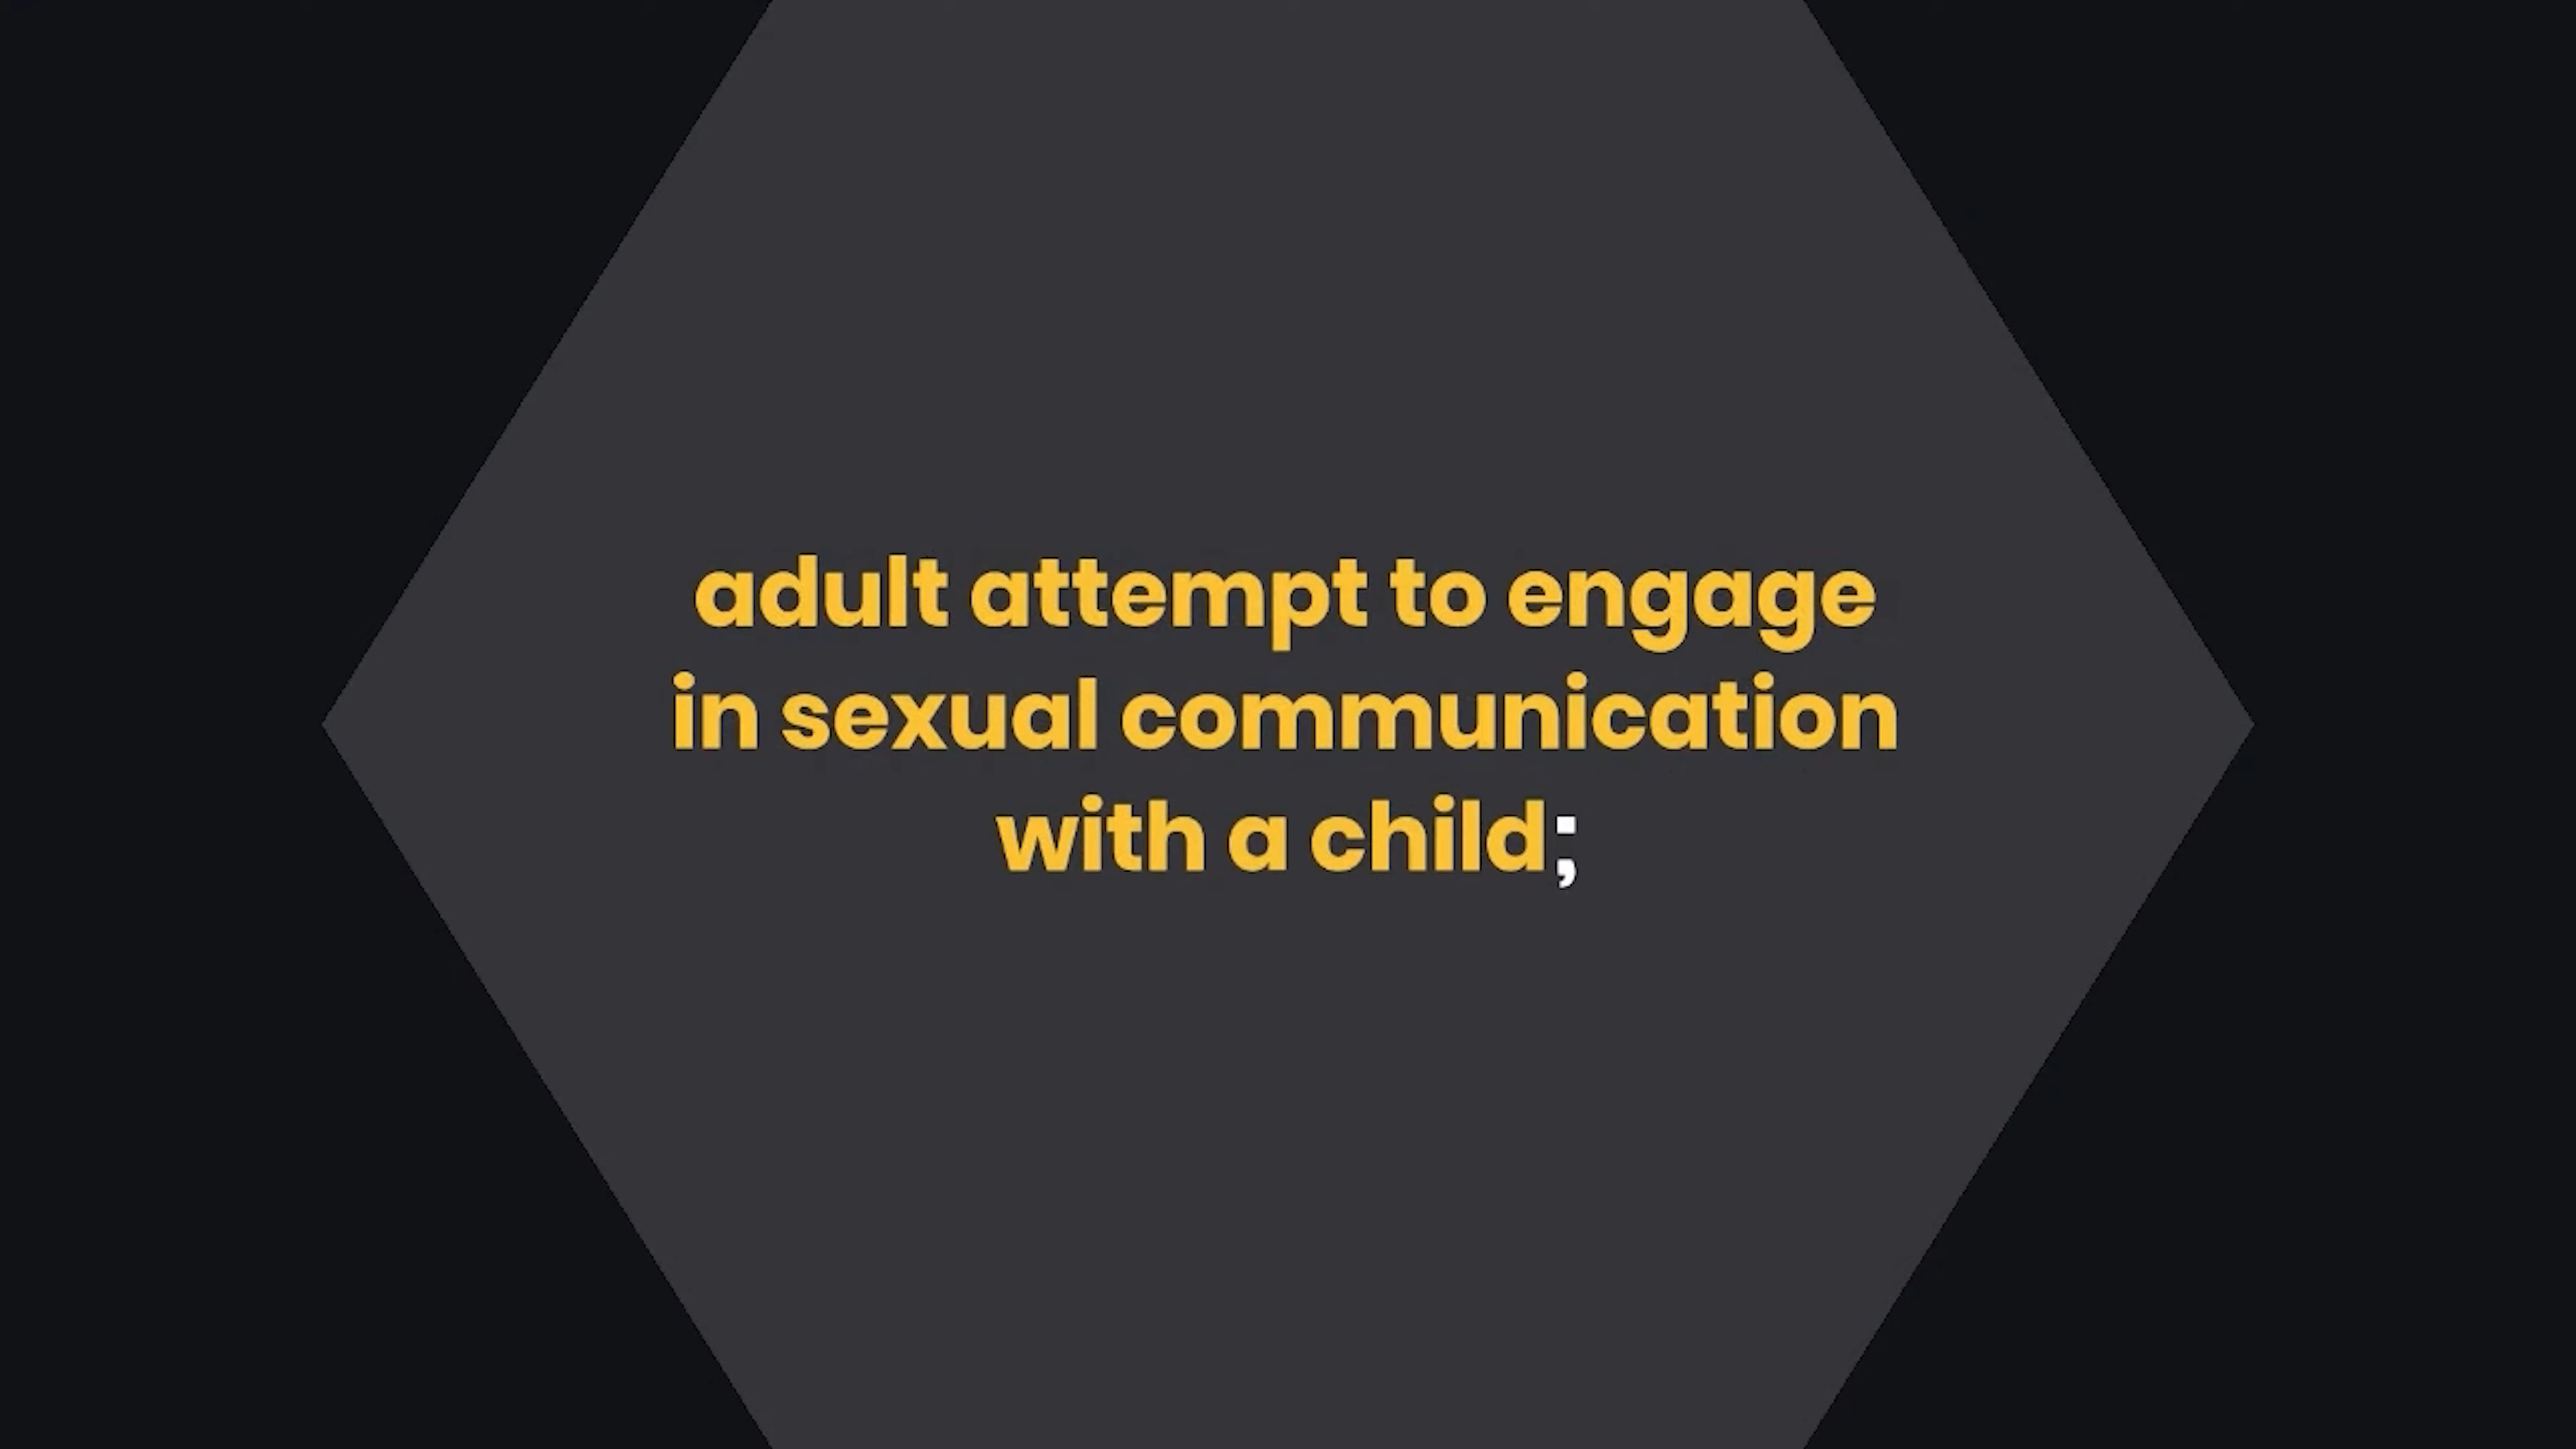 adult attempt to engage
in sexual communication
with a child;